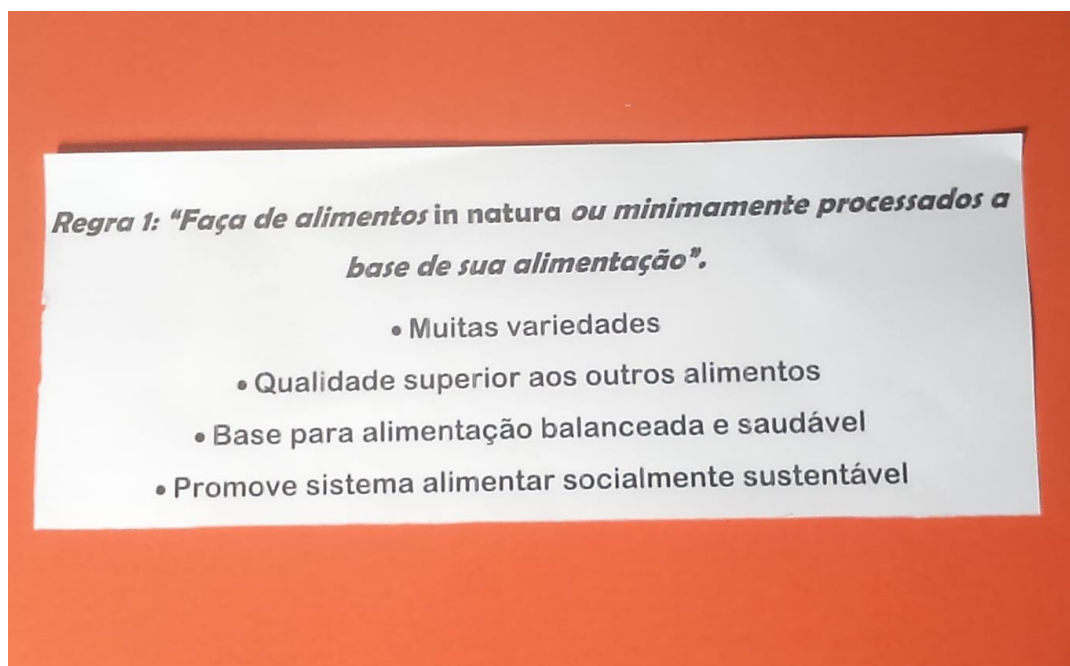 Regra 1: “Faça de alimentos in natura ou minimamente processados a
base de sua alimentação”.
• Muitas variedades
• Qualidade superior aos outros alimentos
• Base para alimentação balanceada e saudável
• Promove sistema alimentar socialmente sustentável